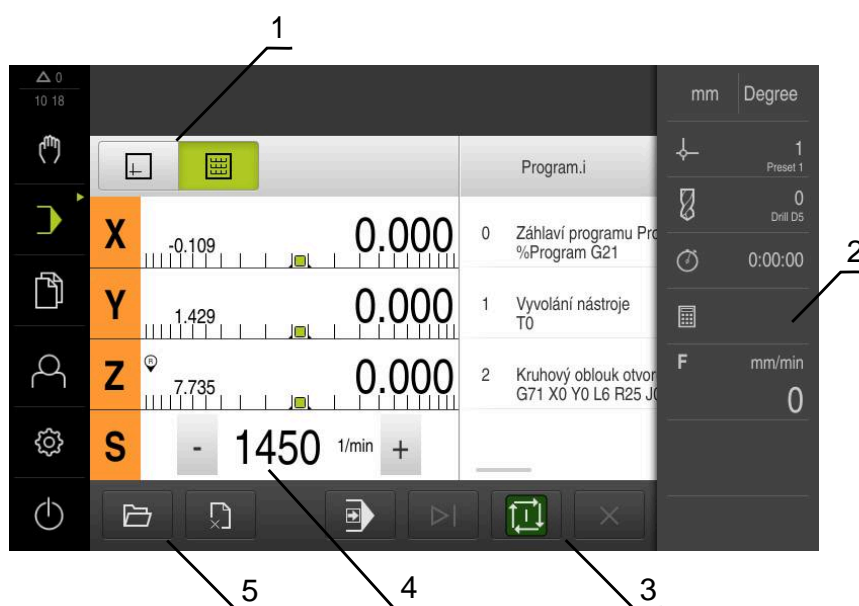 1
0
10 18
mm Degree
Program.i
1
Preset 1
X -0.109 0.000
0 Záhlaví programu Pro
%Program G21
0
Drill D5
0:00:00
2
Y 1.429 0.000
1 Vyvolání nástroje
T0
Z R 7.735 0.000
2 Kruhový oblouk otvor
G71 X0 Y0 L6 R25 J
F mm/min
0
S - 1450 1/min +
5 4 3